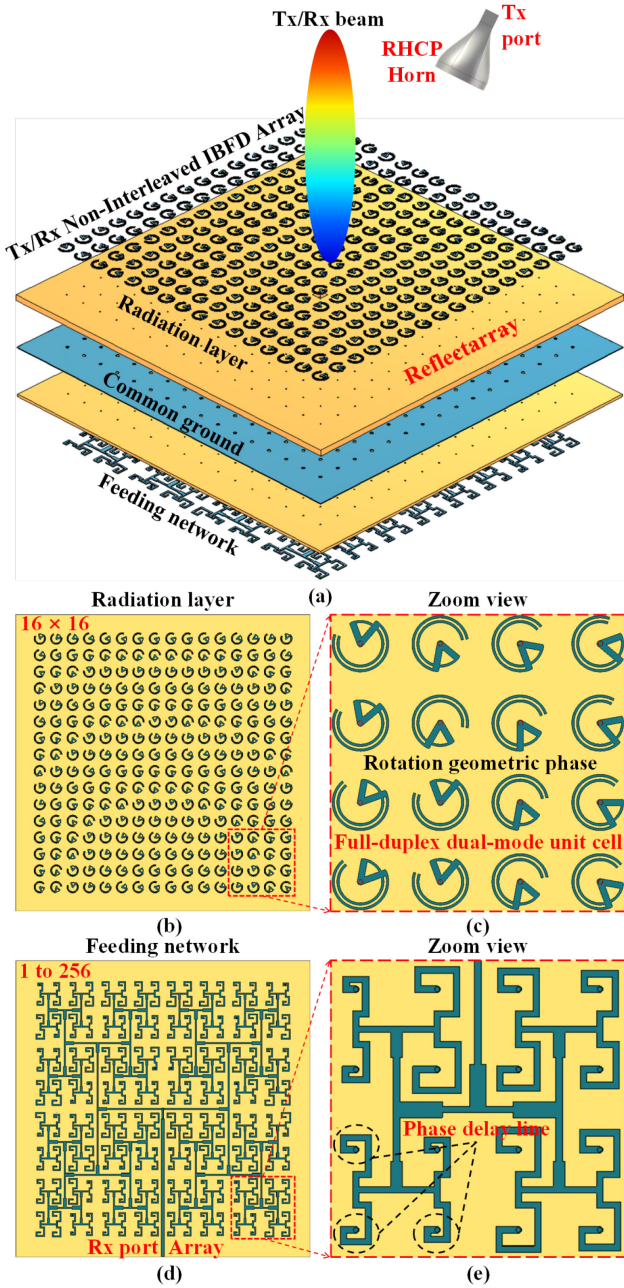 Tx/Rx beam
Tx
port
RHCP
Horn
Tx/Rx Non-Interleaved IBFD Array
Radiation layer
Reflectarray
Common ground
Feeding network
(a)
Radiation layer
Zoom view
16 × 16
Rotation geometric phase
Full-duplex dual-mode unit cell
(b)
(c)
Feeding network
Zoom view
1 to 256
Phase delay line
Rx port Array
(d)
(e)